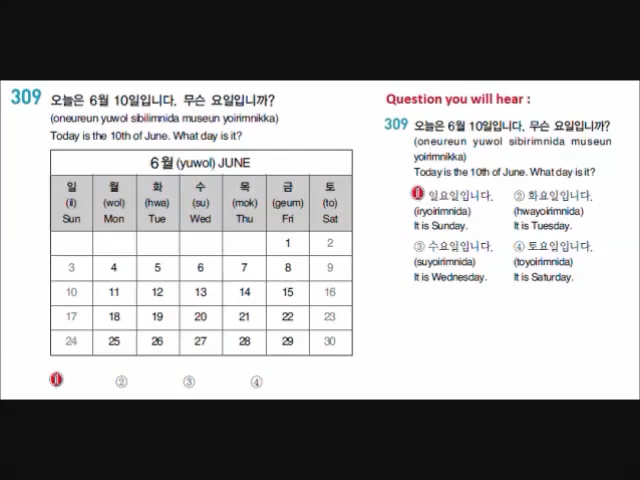 309 오늘은 6월 10일입니다. 무슨 요일입니까?
(oneureun yuwol sibilimnida museun yoirimnikka)
Today is the 10th of June. What day is it?
6월 (yuwol) JUNE
일 월 화 수 목 금 토
(il) (wol) (hwa) (su) (mok) (geum) (to)
Sun Mon Tue Wed Thu Fri Sat
1 2
3 4 5 6 7 8 9
10 11 12 13 14 15 16
17 18 19 20 21 22 23
24 25 26 27 28 29 30
① ② ③ ④
Question you will hear :
309 오늘은 6월 10일입니다. 무슨 요일입니까?
(oneureun yuwol sibirimnida museun
yoirimnikka)
Today is the 10th of June. What day is it?
① 일요일입니다. ② 화요일입니다.
(iryoirimnida) (hwayoirimnida)
It is Sunday. It is Tuesday.
③ 수요일입니다. ④ 토요일입니다.
(suyoirimnida) (toyoirimnida)
It is Wednesday. It is Saturday.